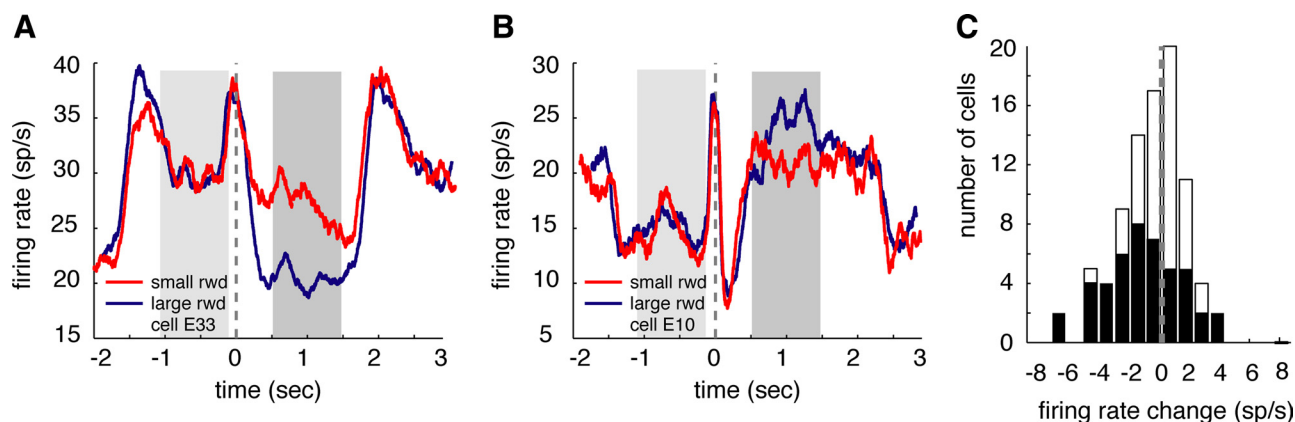 A
firing rate (sp/s)
40
35
30
25
20
15
small rwd
large rwd
cell E33
-2 -1 0 1 2 3
time (sec)
B
firing rate (sp/s)
30
25
20
15
10
5
small rwd
large rwd
cell E10
-2 -1 0 1 2 3
time (sec)
C
number of cells
20
16
12
8
4
0
-8 -6 -4 -2 0 2 4 6 8
firing rate change (sp/s)